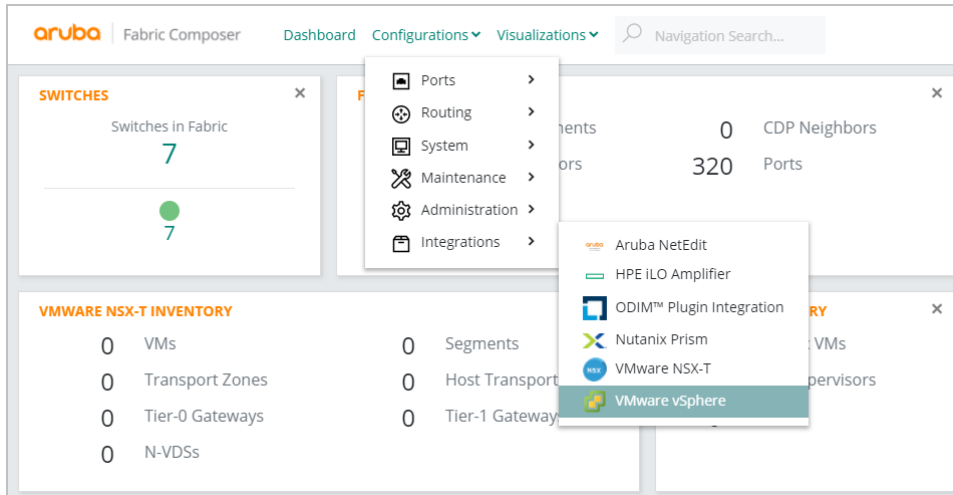 aruba Fabric Composer Dashboard Configurations Visualizations Navigation Search...
SWITCHES
Switches in Fabric
7
7
Ports
Routing
System
Maintenance
Administration
Integrations
0 CDP Neighbors
320 Ports
aruba Aruba NetEdit
HPE iLO Amplifier
ODIM™ Plugin Integration
Nutanix Prism
NSX VMware NSX-T
VMware vSphere
VMWARE NSX-T INVENTORY
0 VMs
0 Segments
0 Transport Zones
0 Host Transport
0 Tier-0 Gateways
0 Tier-1 Gateway
0 N-VDSs
VMs